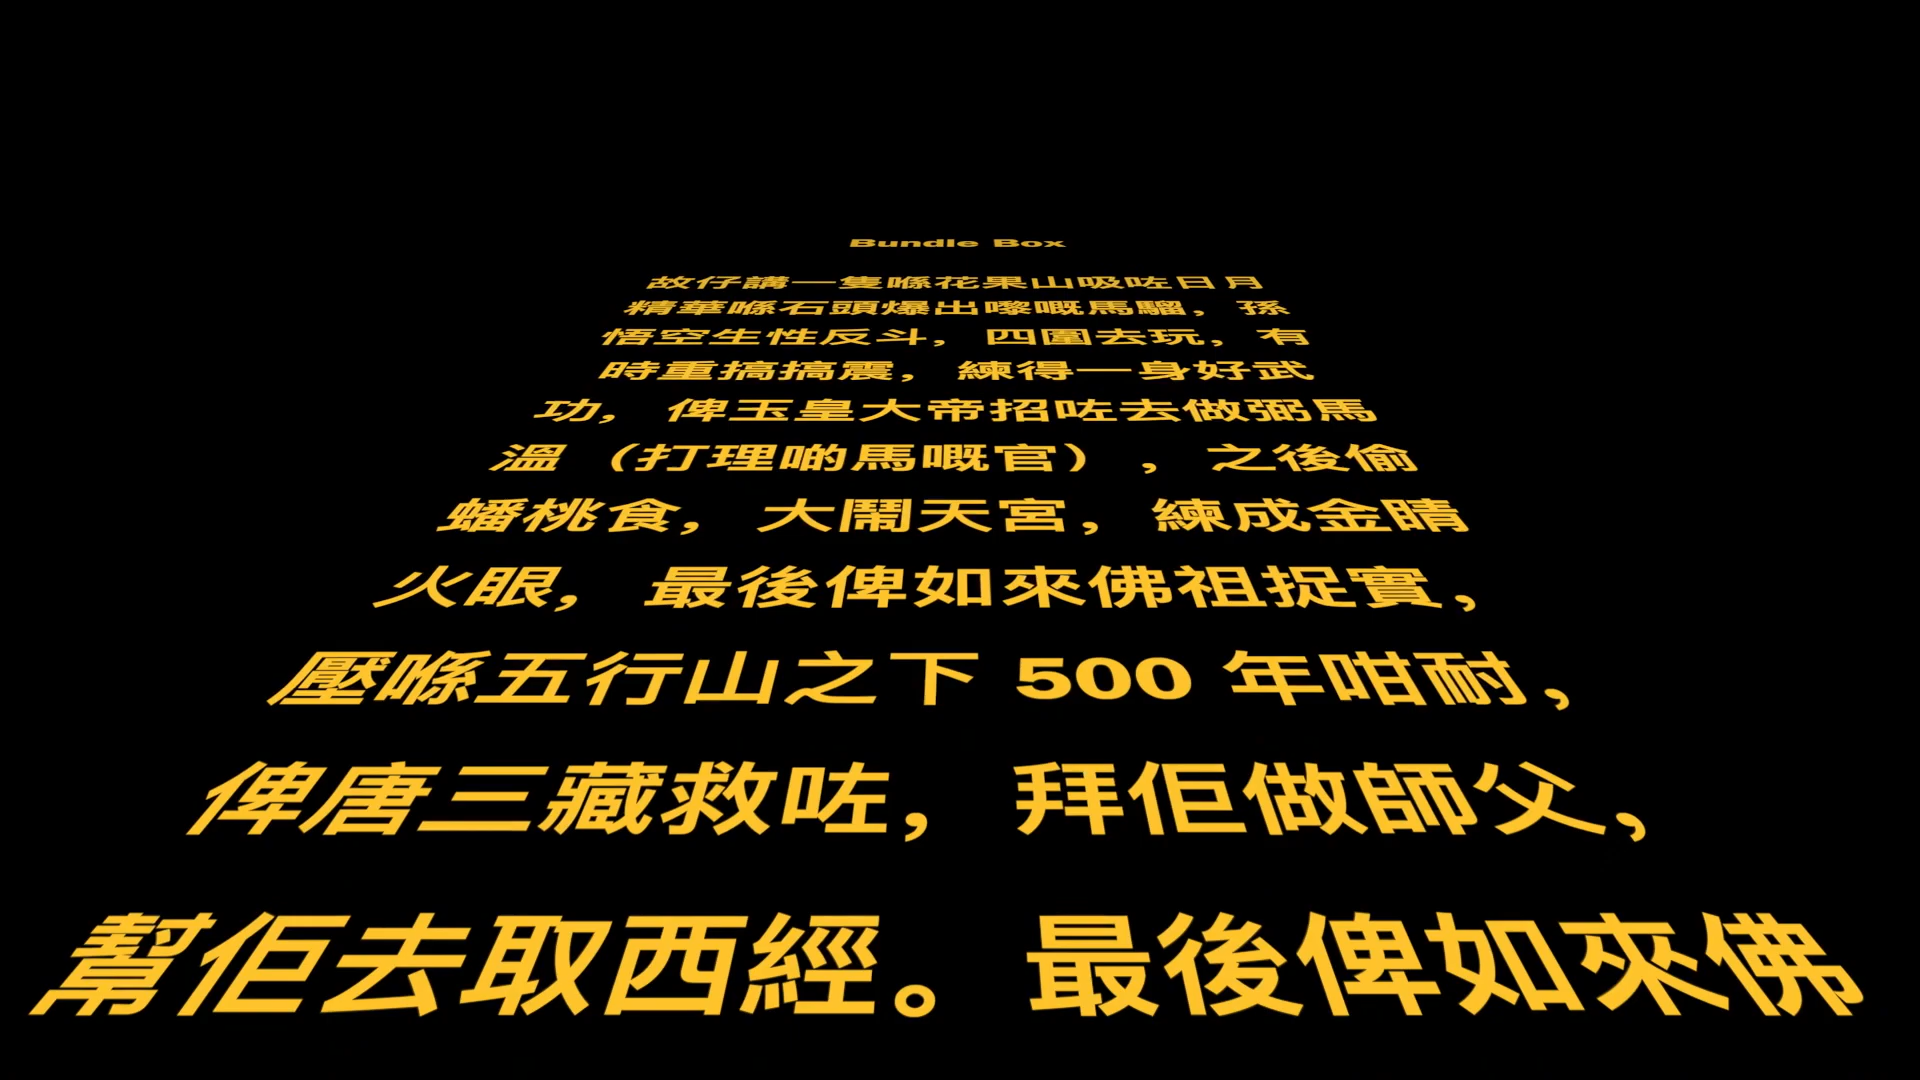 Bundle Box
故仔講一隻喺花果山吸咗日月
精華喺石頭爆出嚟嘅馬騮，孫
悟空生性反斗，四圍去玩，有
時重搞搞震，練得一身好武
功，俾玉皇大帝招咗去做弼馬
溫（打理啲馬嘅官），之後偷
蟠桃食，大鬧天宮，練成金睛
火眼，最後俾如來佛祖捉實，
壓喺五行山之下 500 年咁耐，
俾唐三藏救咗，拜佢做師父，
幫佢去取西經。最後俾如來佛